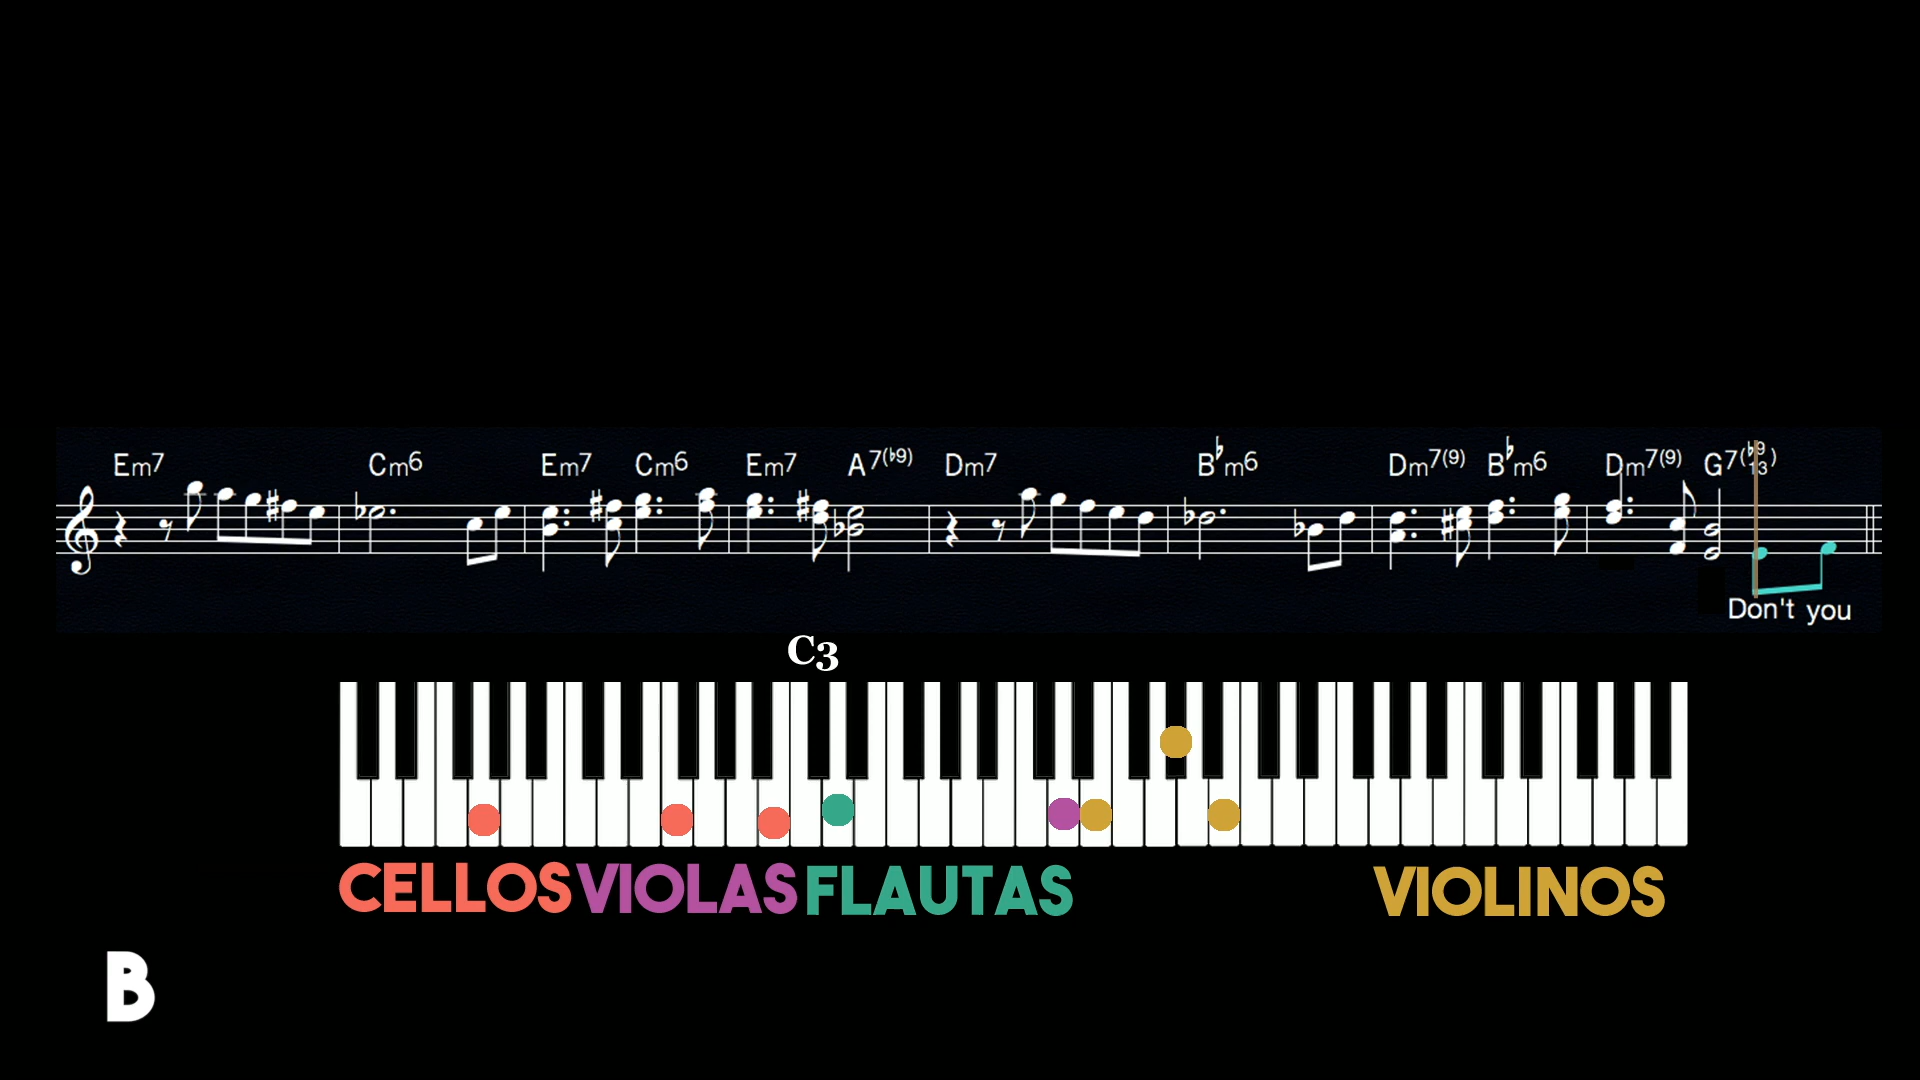 Em7 Cm6 Em7 Cm6 Em7 A7(♭9) Dm7 B♭m6 Dm7(9) B♭m6 Dm7(9) G7(♭9 13)
Don't you
C3
CELLOS VIOLAS FLAUTAS VIOLINOS
B